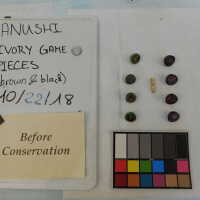 ANUSHI
IVORY GAME
PIECES
(brown & black)
10/22/18
Before
Conservation